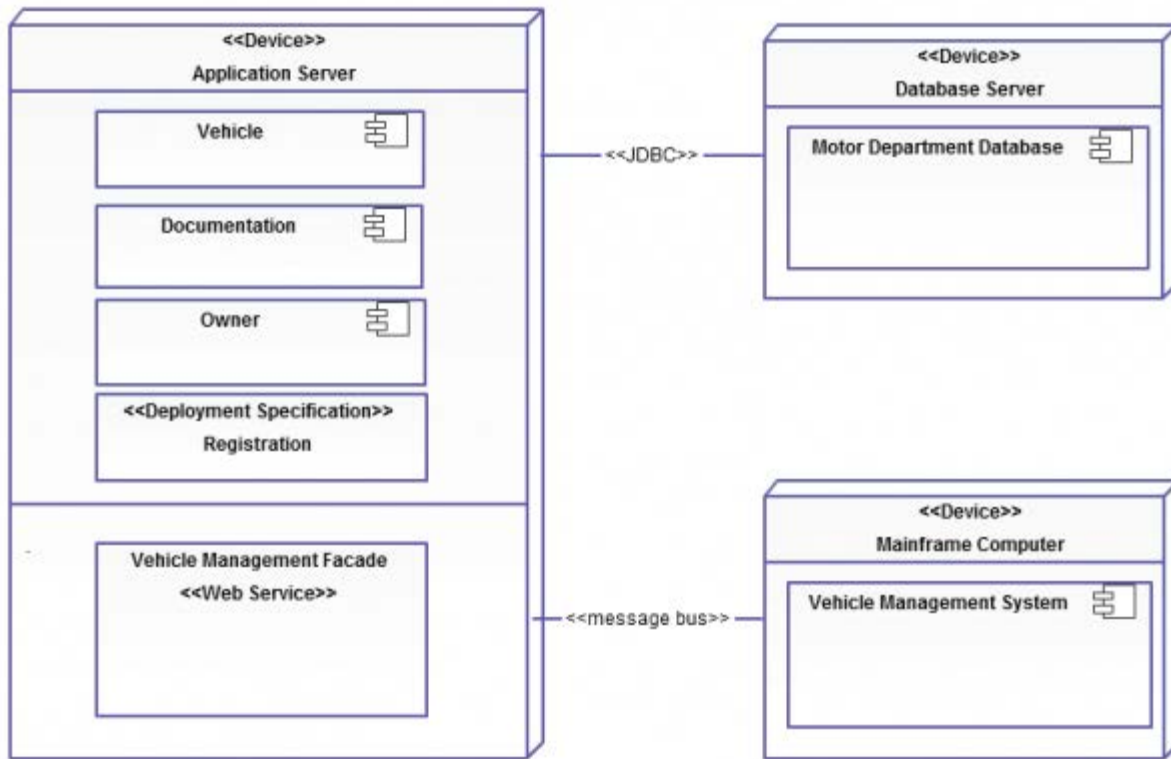 <<Device>>
Application Server
Vehicle
Documentation
Owner
<<Deployment Specification>>
Registration
Vehicle Management Facade
<<Web Service>>
<<JDBC>>
<<message bus>>
<<Device>>
Database Server
Motor Department Database
<<Device>>
Mainframe Computer
Vehicle Management System